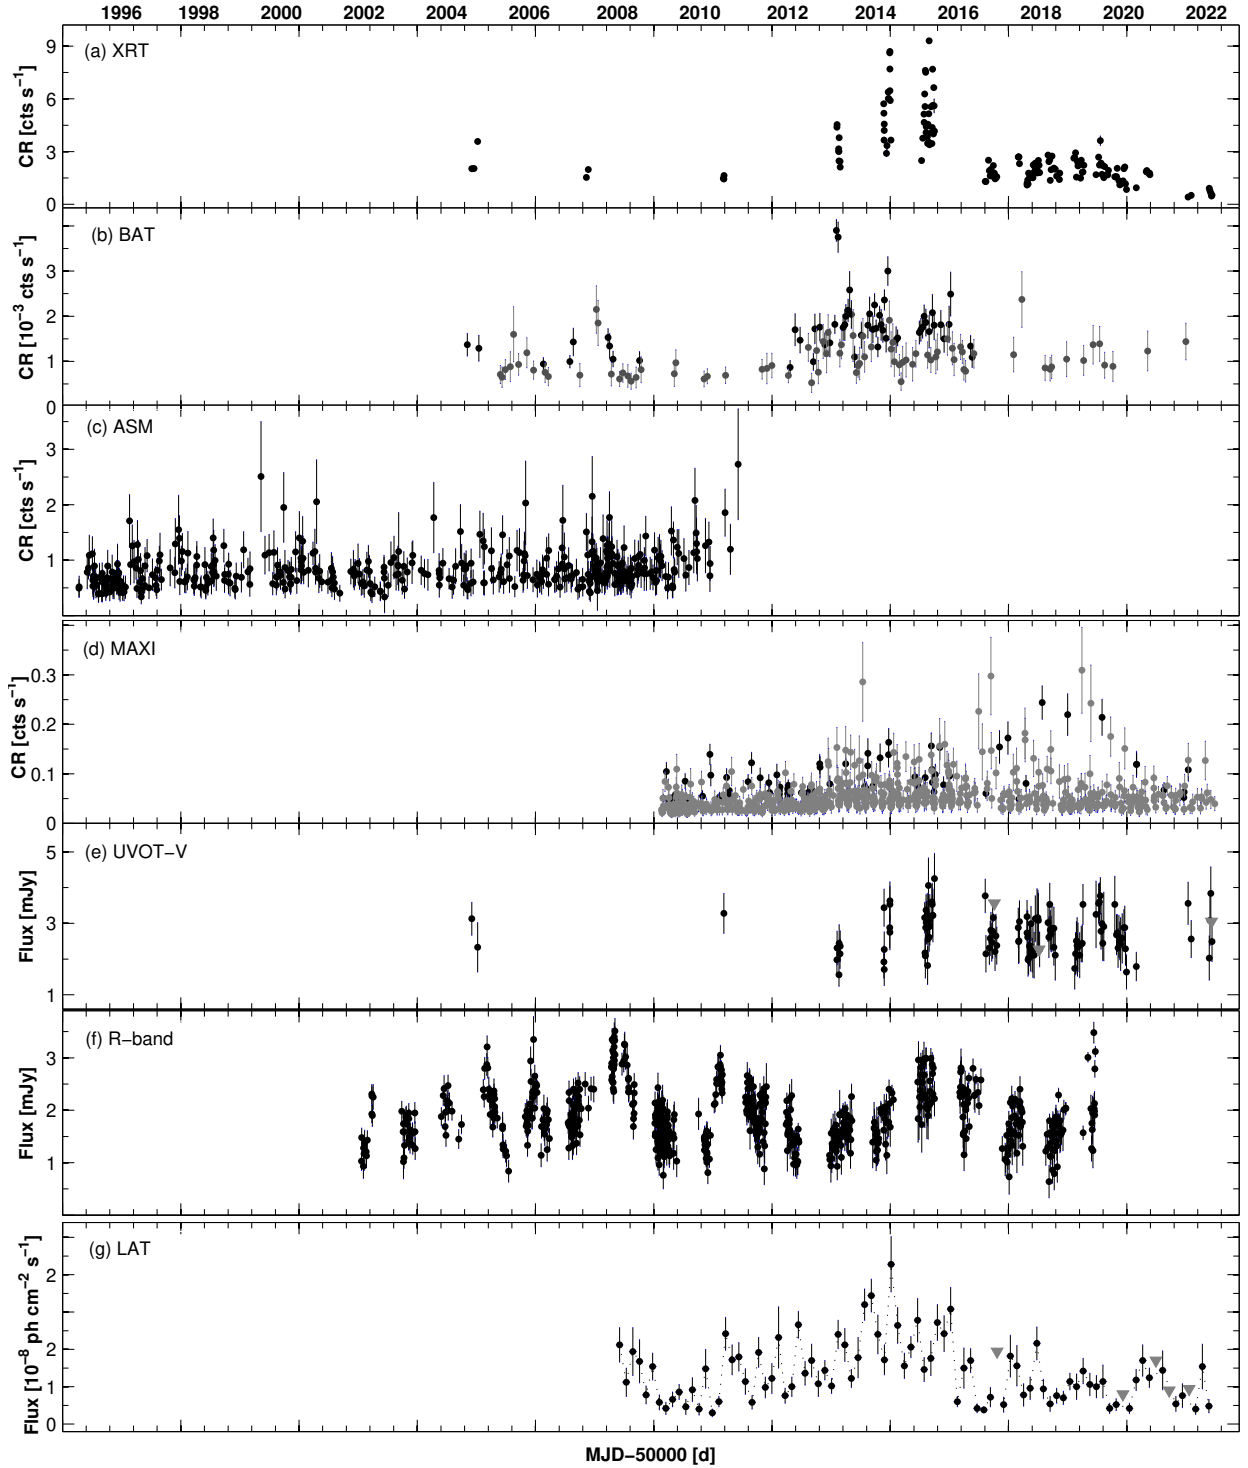 1996 1998 2000 2002 2004 2006 2008 2010 2012 2014 2016 2018 2020 2022
(a) XRT
CR [cts s⁻¹]
9
6
3
0
(b) BAT
CR [10⁻³ cts s⁻¹]
3
2
1
0
(c) ASM
CR [cts s⁻¹]
3
2
1
(d) MAXI
CR [cts s⁻¹]
0.3
0.2
0.1
0
(e) UVOT−V
Flux [mJy]
5
3
1
(f) R−band
Flux [mJy]
3
2
1
(g) LAT
Flux [10⁻⁸ ph cm⁻² s⁻¹]
2
2
1
0
MJD−50000 [d]